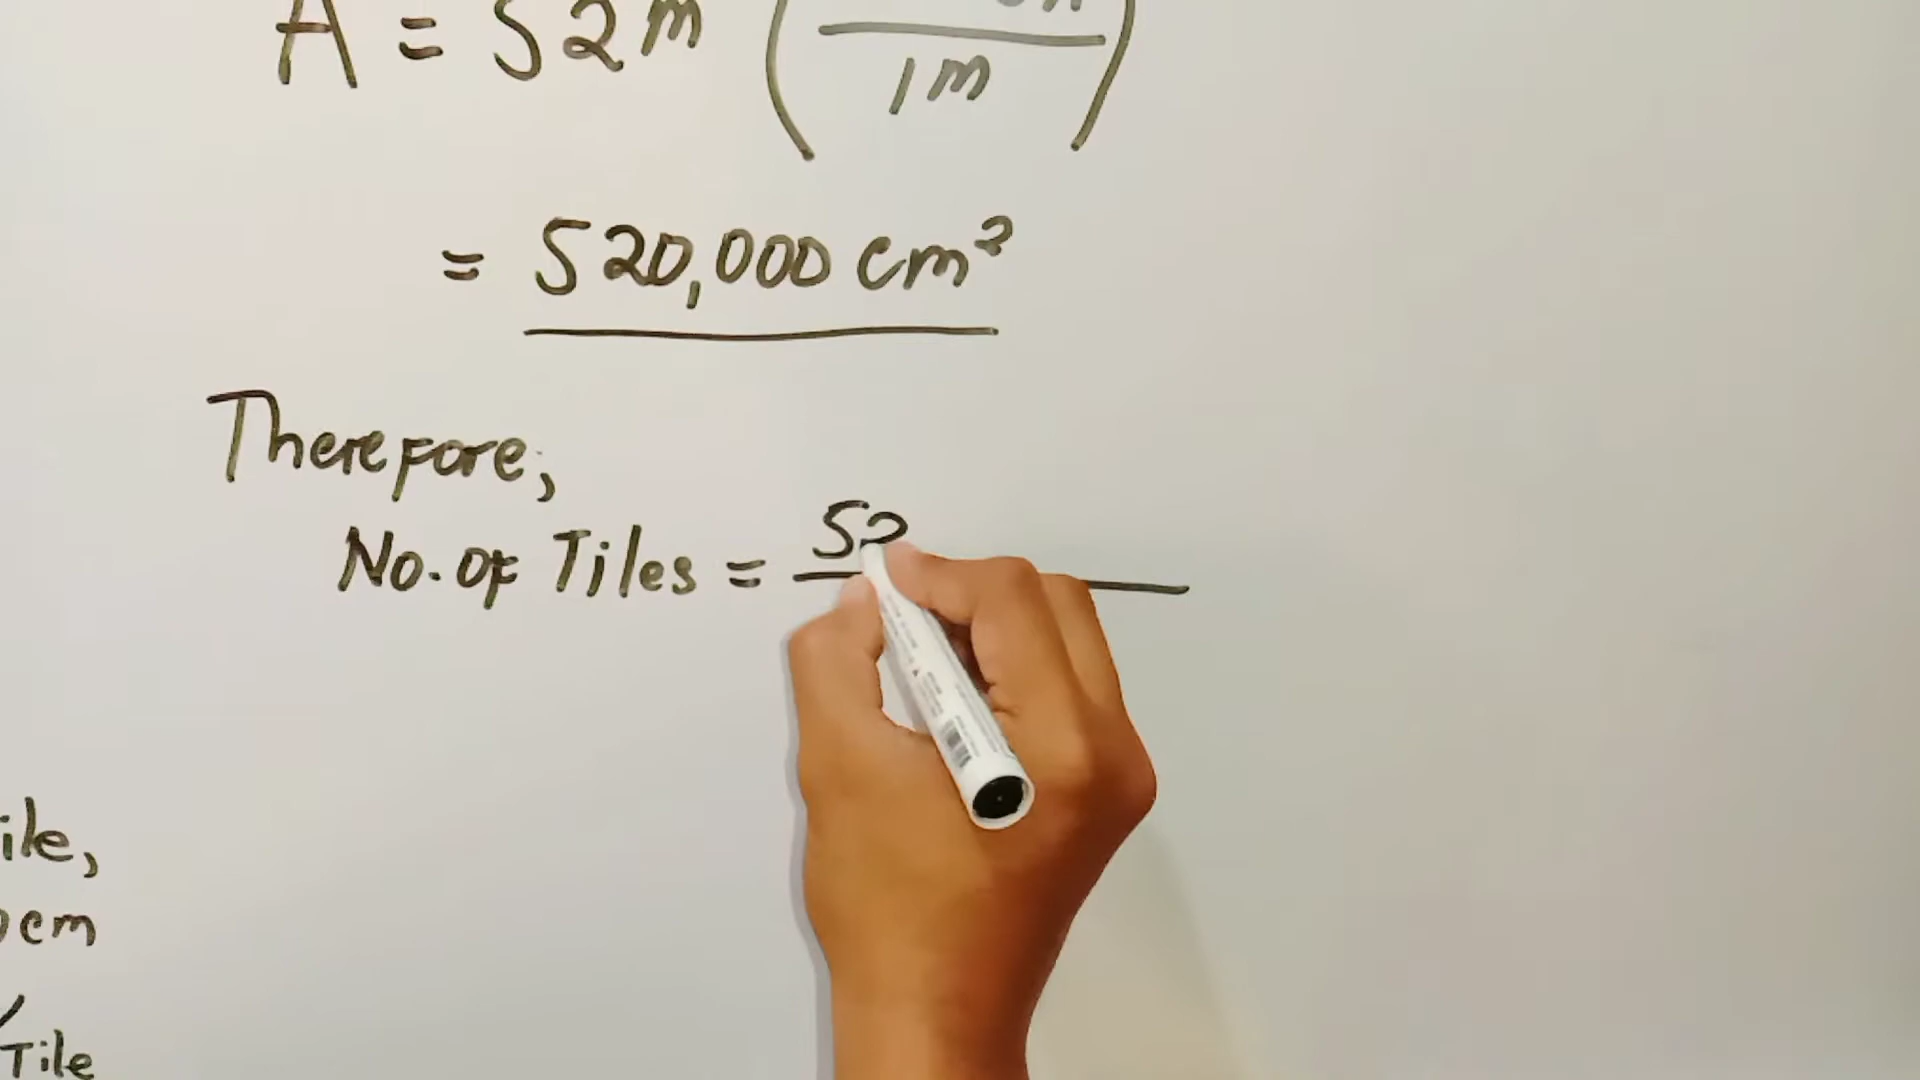 A = 52m ( /1m)
= 520,000 cm²
Therefore;
No. of Tiles = 52
ile,
cm
/Tile